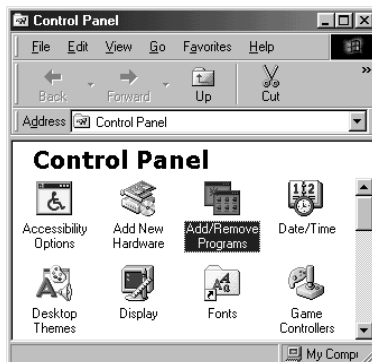 Control Panel
File Edit View Go Favorites Help
Back Forward Up Cut »
Address Control Panel
Control Panel
Accessibility Options
Add New Hardware
Add/Remove Programs
Date/Time
Desktop Themes
Display
Fonts
Game Controllers
My Comp